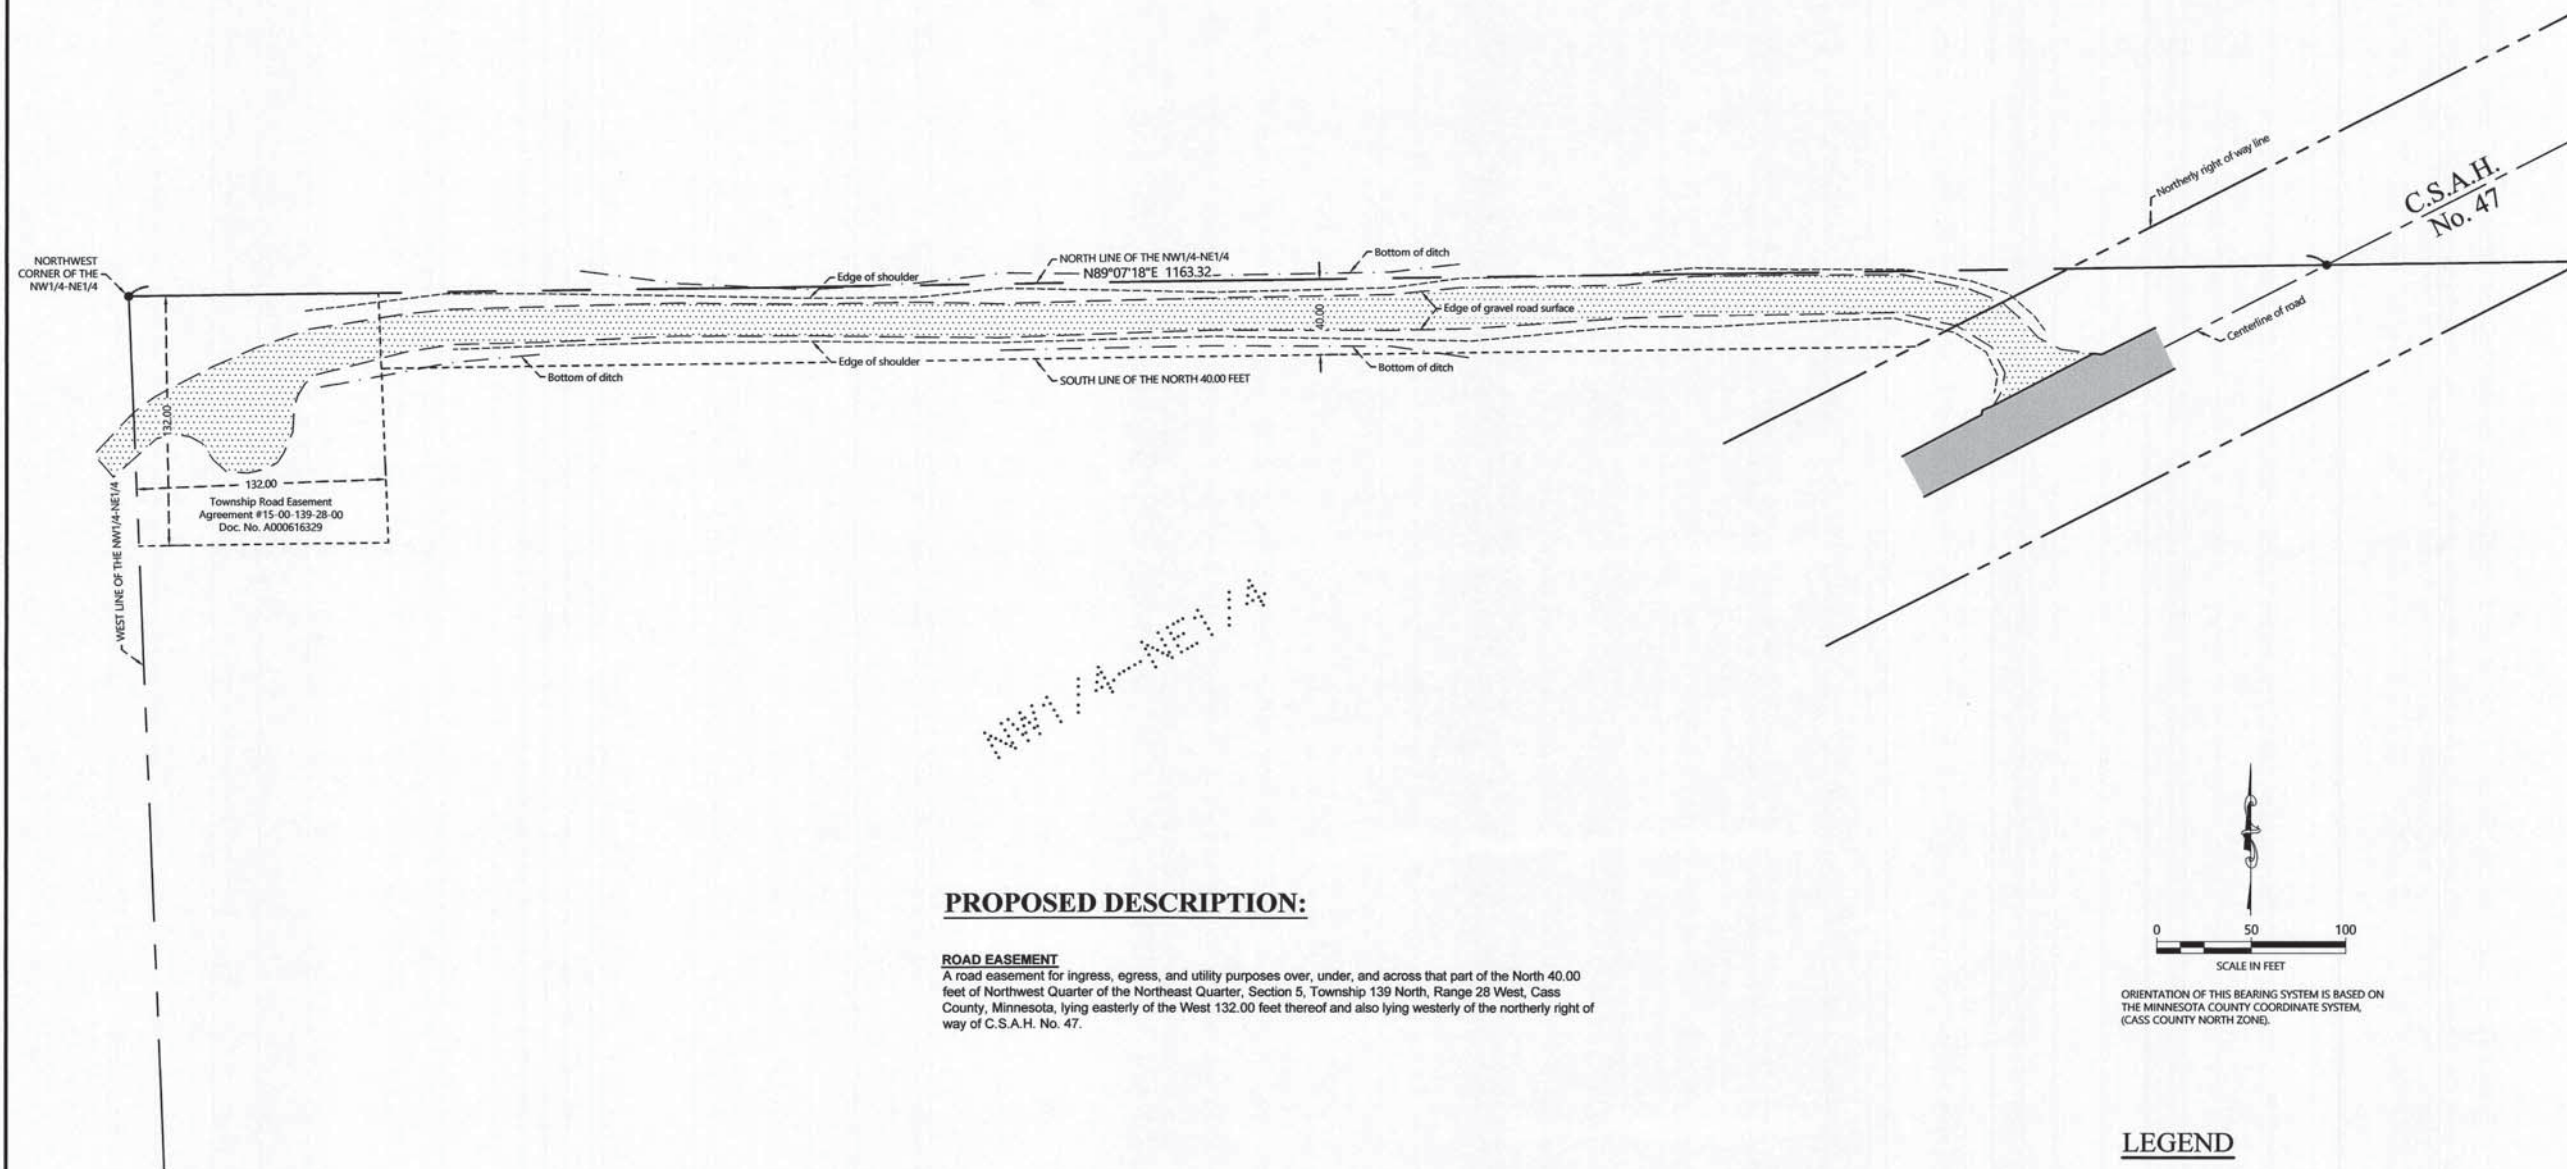 NORTHWEST
CORNER OF THE
NW1/4-NE1/4
Edge of shoulder
NORTH LINE OF THE NW1/4-NE1/4
N89°07'18"E 1163.32
Bottom of ditch
Northerly right of way line
C.S.A.H.
No. 47
Edge of gravel road surface
40.00
Centerline of road
Edge of shoulder
Bottom of ditch
SOUTH LINE OF THE NORTH 40.00 FEET
Bottom of ditch
132.00
132.00
Township Road Easement
Agreement #15-00-139-28-00
Doc. No. A000616329
WEST LINE OF THE NW1/4-NE1/4
NW1/4-NE1/4
PROPOSED DESCRIPTION:
ROAD EASEMENT
A road easement for ingress, egress, and utility purposes over, under, and across that part of the North 40.00
feet of Northwest Quarter of the Northeast Quarter, Section 5, Township 139 North, Range 28 West, Cass
County, Minnesota, lying easterly of the West 132.00 feet thereof and also lying westerly of the northerly right of
way of C.S.A.H. No. 47.
0 50 100
SCALE IN FEET
ORIENTATION OF THIS BEARING SYSTEM IS BASED ON
THE MINNESOTA COUNTY COORDINATE SYSTEM,
(CASS COUNTY NORTH ZONE).
LEGEND